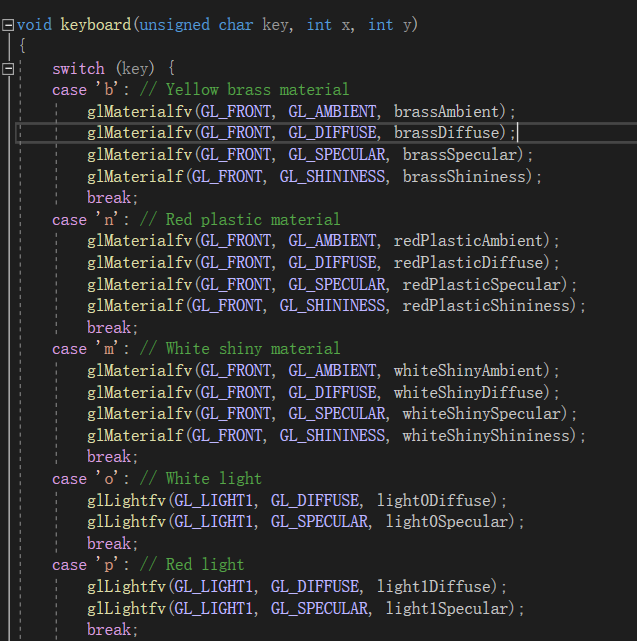 void keyboard(unsigned char key, int x, int y)
{
switch (key) {
case 'b': // Yellow brass material
glMaterialfv(GL_FRONT, GL_AMBIENT, brassAmbient);
glMaterialfv(GL_FRONT, GL_DIFFUSE, brassDiffuse);
glMaterialfv(GL_FRONT, GL_SPECULAR, brassSpecular);
glMaterialf(GL_FRONT, GL_SHININESS, brassShininess);
break;
case 'n': // Red plastic material
glMaterialfv(GL_FRONT, GL_AMBIENT, redPlasticAmbient);
glMaterialfv(GL_FRONT, GL_DIFFUSE, redPlasticDiffuse);
glMaterialfv(GL_FRONT, GL_SPECULAR, redPlasticSpecular);
glMaterialf(GL_FRONT, GL_SHININESS, redPlasticShininess);
break;
case 'm': // White shiny material
glMaterialfv(GL_FRONT, GL_AMBIENT, whiteShinyAmbient);
glMaterialfv(GL_FRONT, GL_DIFFUSE, whiteShinyDiffuse);
glMaterialfv(GL_FRONT, GL_SPECULAR, whiteShinySpecular);
glMaterialf(GL_FRONT, GL_SHININESS, whiteShinyShininess);
break;
case 'o': // White light
glLightfv(GL_LIGHT1, GL_DIFFUSE, light0Diffuse);
glLightfv(GL_LIGHT1, GL_SPECULAR, light0Specular);
break;
case 'p': // Red light
glLightfv(GL_LIGHT1, GL_DIFFUSE, light1Diffuse);
glLightfv(GL_LIGHT1, GL_SPECULAR, light1Specular);
break;